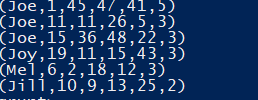 (Joe,1,45,47,41,5)
(Joe,11,11,26,5,3)
(Joe,15,36,48,22,3)
(Joy,19,11,15,43,3)
(Mel,6,2,18,12,3)
(Jill,10,9,13,25,2)